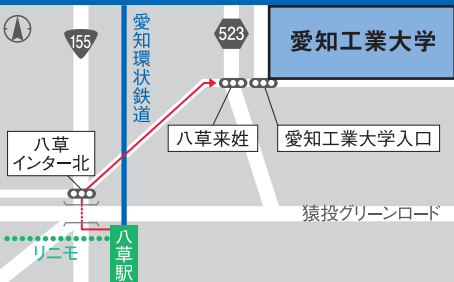 155
愛知環状鉄道
523
愛知工業大学
八草
インター北
八草来姓
愛知工業大学入口
猿投グリーンロード
リニモ
八草駅